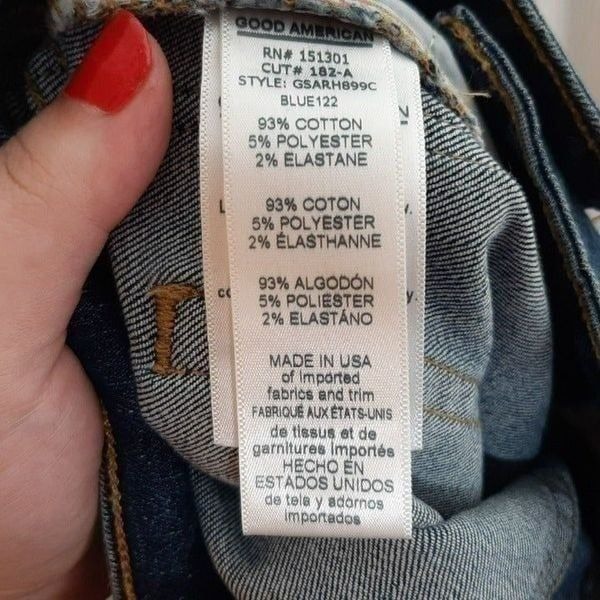 GOOD AMERICAN
RN# 151301
CUT# 182-A
STYLE: GSARH899C
BLUE122
93% COTTON
5% POLYESTER
2% ELASTANE
93% COTON
5% POLYESTER
2% ÉLASTHANNE
93% ALGODÓN
5% POLIÉSTER
2% ELASTÁNO
MADE IN USA
of imported
fabrics and trim
FABRIQUÉ AUX ÉTATS-UNIS
de tissus et de
garnitures importés
HECHO EN
ESTADOS UNIDOS
de tela y adornos
importados